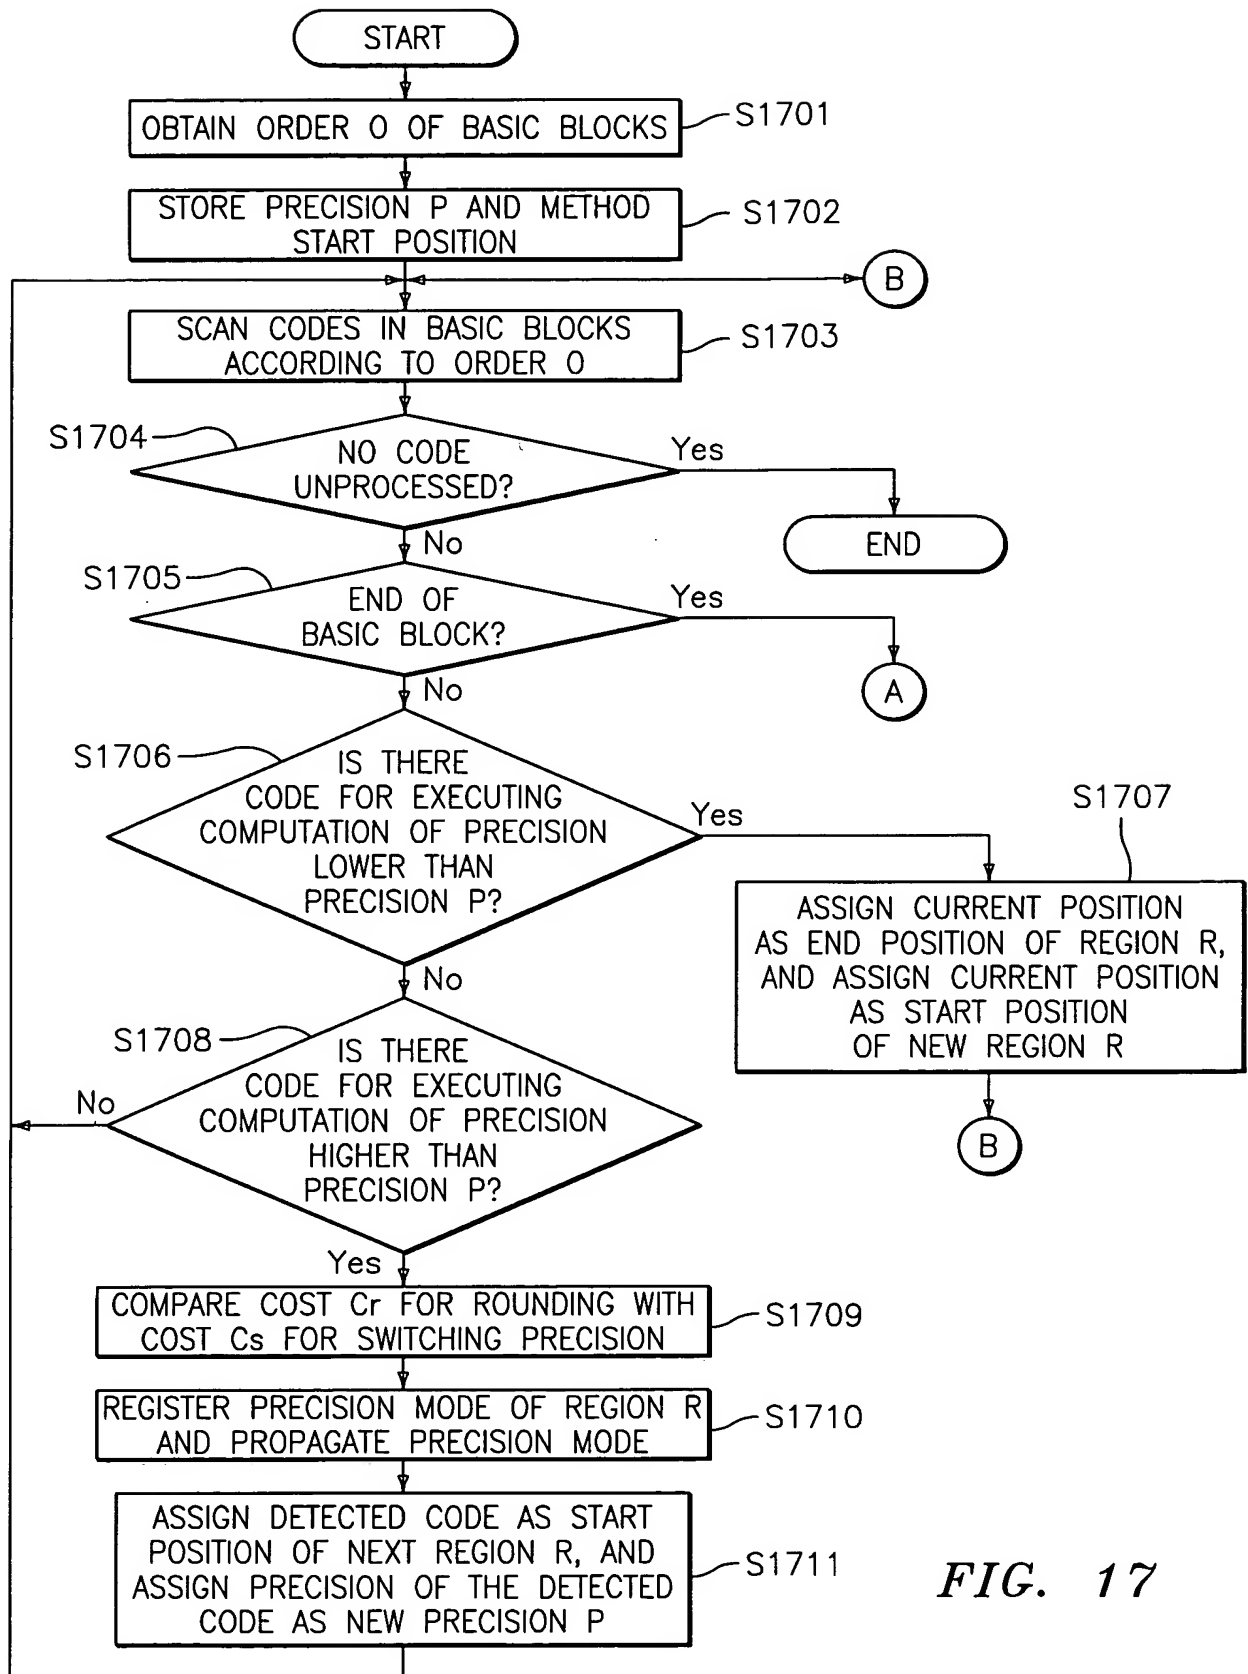 START
OBTAIN ORDER O OF BASIC BLOCKS
S1701
STORE PRECISION P AND METHOD
START POSITION
S1702
B
SCAN CODES IN BASIC BLOCKS
ACCORDING TO ORDER O
S1703
S1704
NO CODE
UNPROCESSED?
Yes
No
END
S1705
END OF
BASIC BLOCK?
Yes
No
A
S1706
IS THERE
CODE FOR EXECUTING
COMPUTATION OF PRECISION
LOWER THAN
PRECISION P?
Yes
No
S1707
ASSIGN CURRENT POSITION
AS END POSITION OF REGION R,
AND ASSIGN CURRENT POSITION
AS START POSITION
OF NEW REGION R
B
S1708
IS THERE
CODE FOR EXECUTING
COMPUTATION OF PRECISION
HIGHER THAN
PRECISION P?
No
Yes
COMPARE COST Cr FOR ROUNDING WITH
COST Cs FOR SWITCHING PRECISION
S1709
REGISTER PRECISION MODE OF REGION R
AND PROPAGATE PRECISION MODE
S1710
ASSIGN DETECTED CODE AS START
POSITION OF NEXT REGION R, AND
ASSIGN PRECISION OF THE DETECTED
CODE AS NEW PRECISION P
S1711
FIG. 17